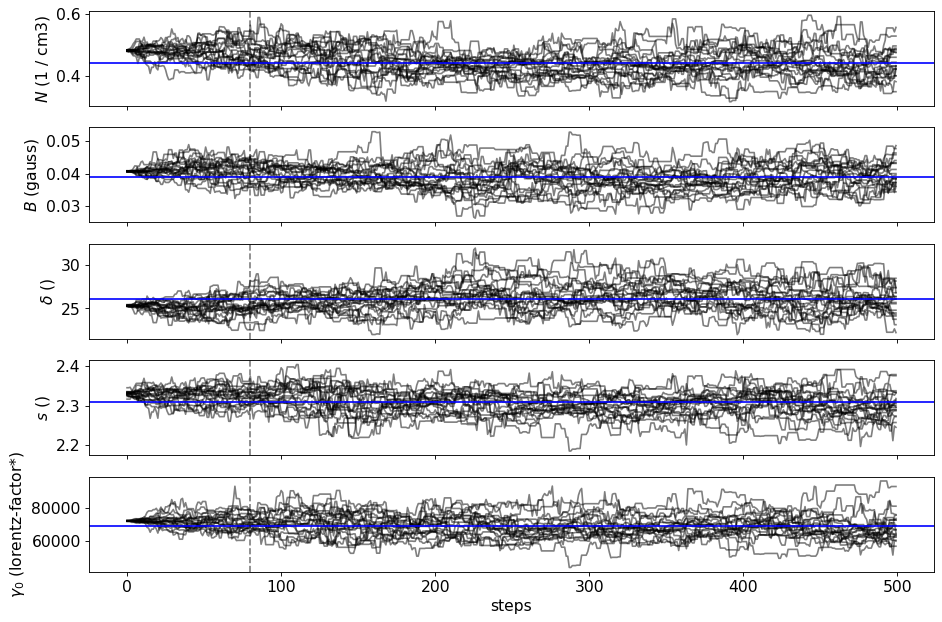 N (1 / cm3)
0.6
0.4
B (gauss)
0.05
0.04
0.03
δ ()
30
25
s ()
2.4
2.3
2.2
γ0 (lorentz-factor*)
80000
60000
0 100 200 300 400 500
steps